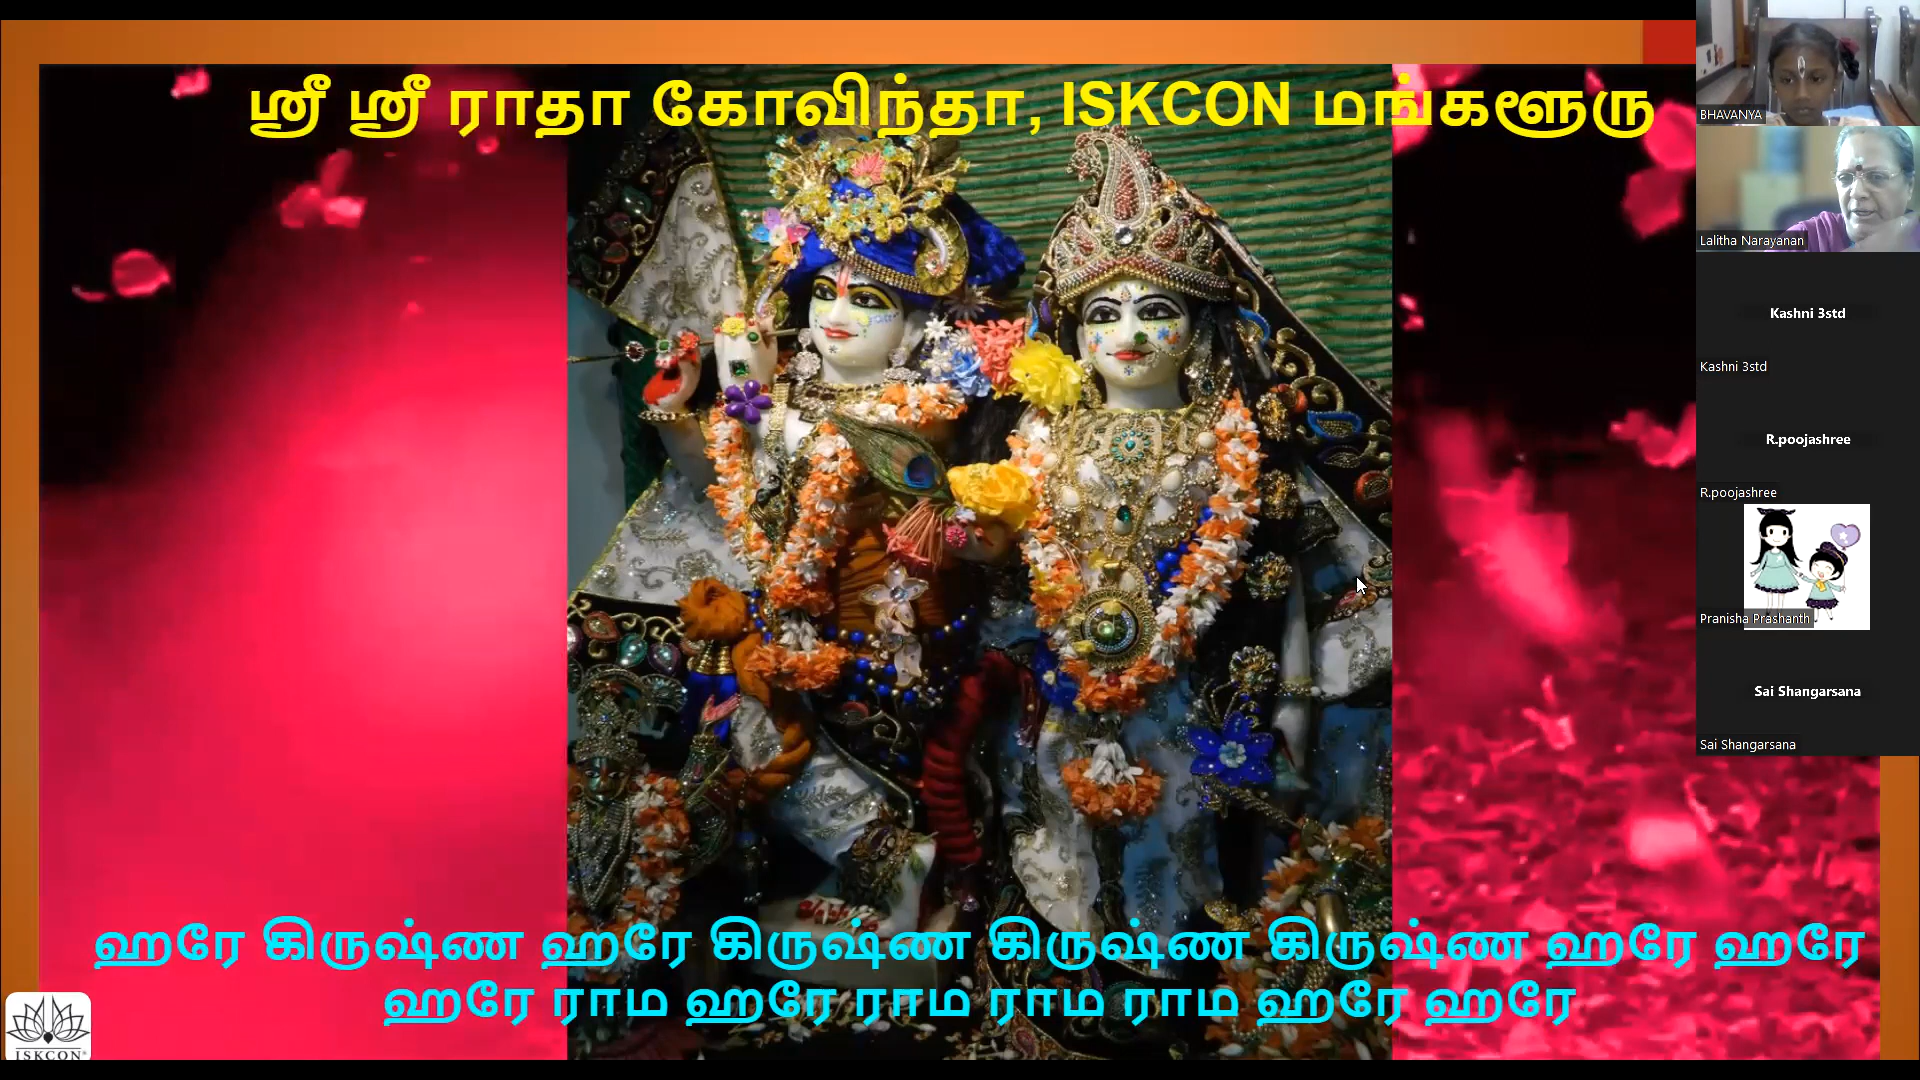 ஸ்ரீ ஸ்ரீ ராதா கோவிந்தா, ISKCON மங்களூரு
ஹரே கிருஷ்ண ஹரே கிருஷ்ண கிருஷ்ண கிருஷ்ண ஹரே ஹரே
ஹரே ராம ஹரே ராம ராம ராம ஹரே ஹரே
ISKCON
BHAVANYA
Lalitha Narayanan
Kashni 3std
Kashni 3std
R.poojashree
R.poojashree
Pranisha Prashanth
Sai Shangarsana
Sai Shangarsana